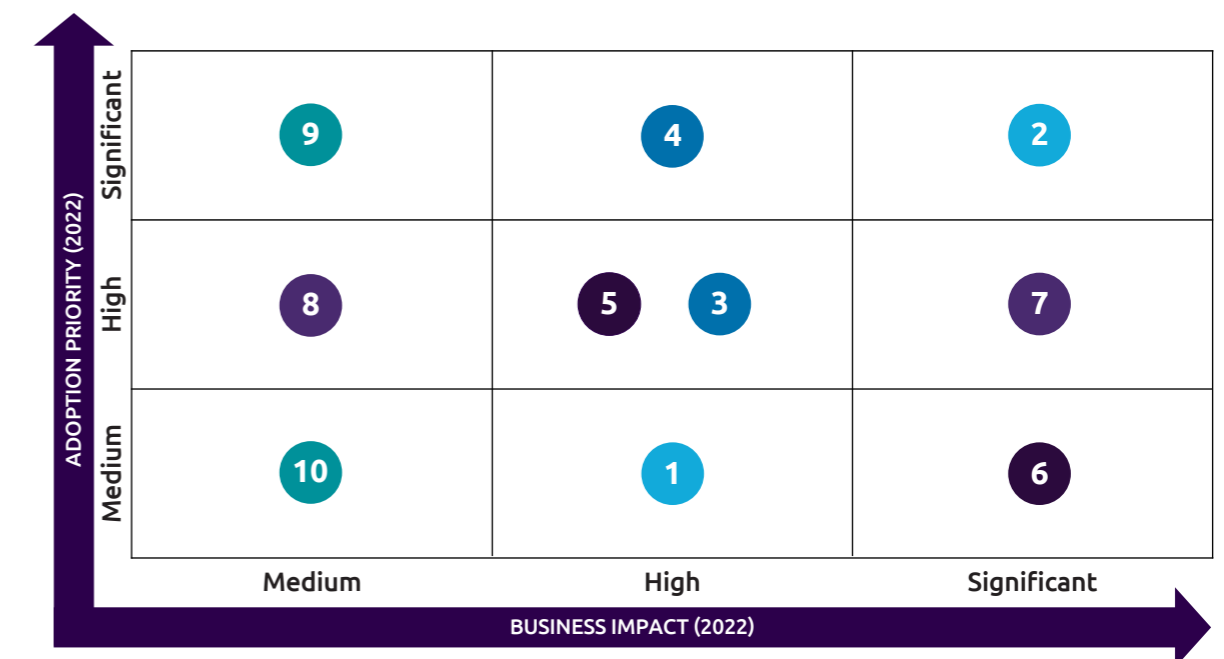 ADOPTION PRIORITY (2022)
Significant
High
Medium
9
4
2
8
5
3
7
10
1
6
Medium
High
Significant
BUSINESS IMPACT (2022)